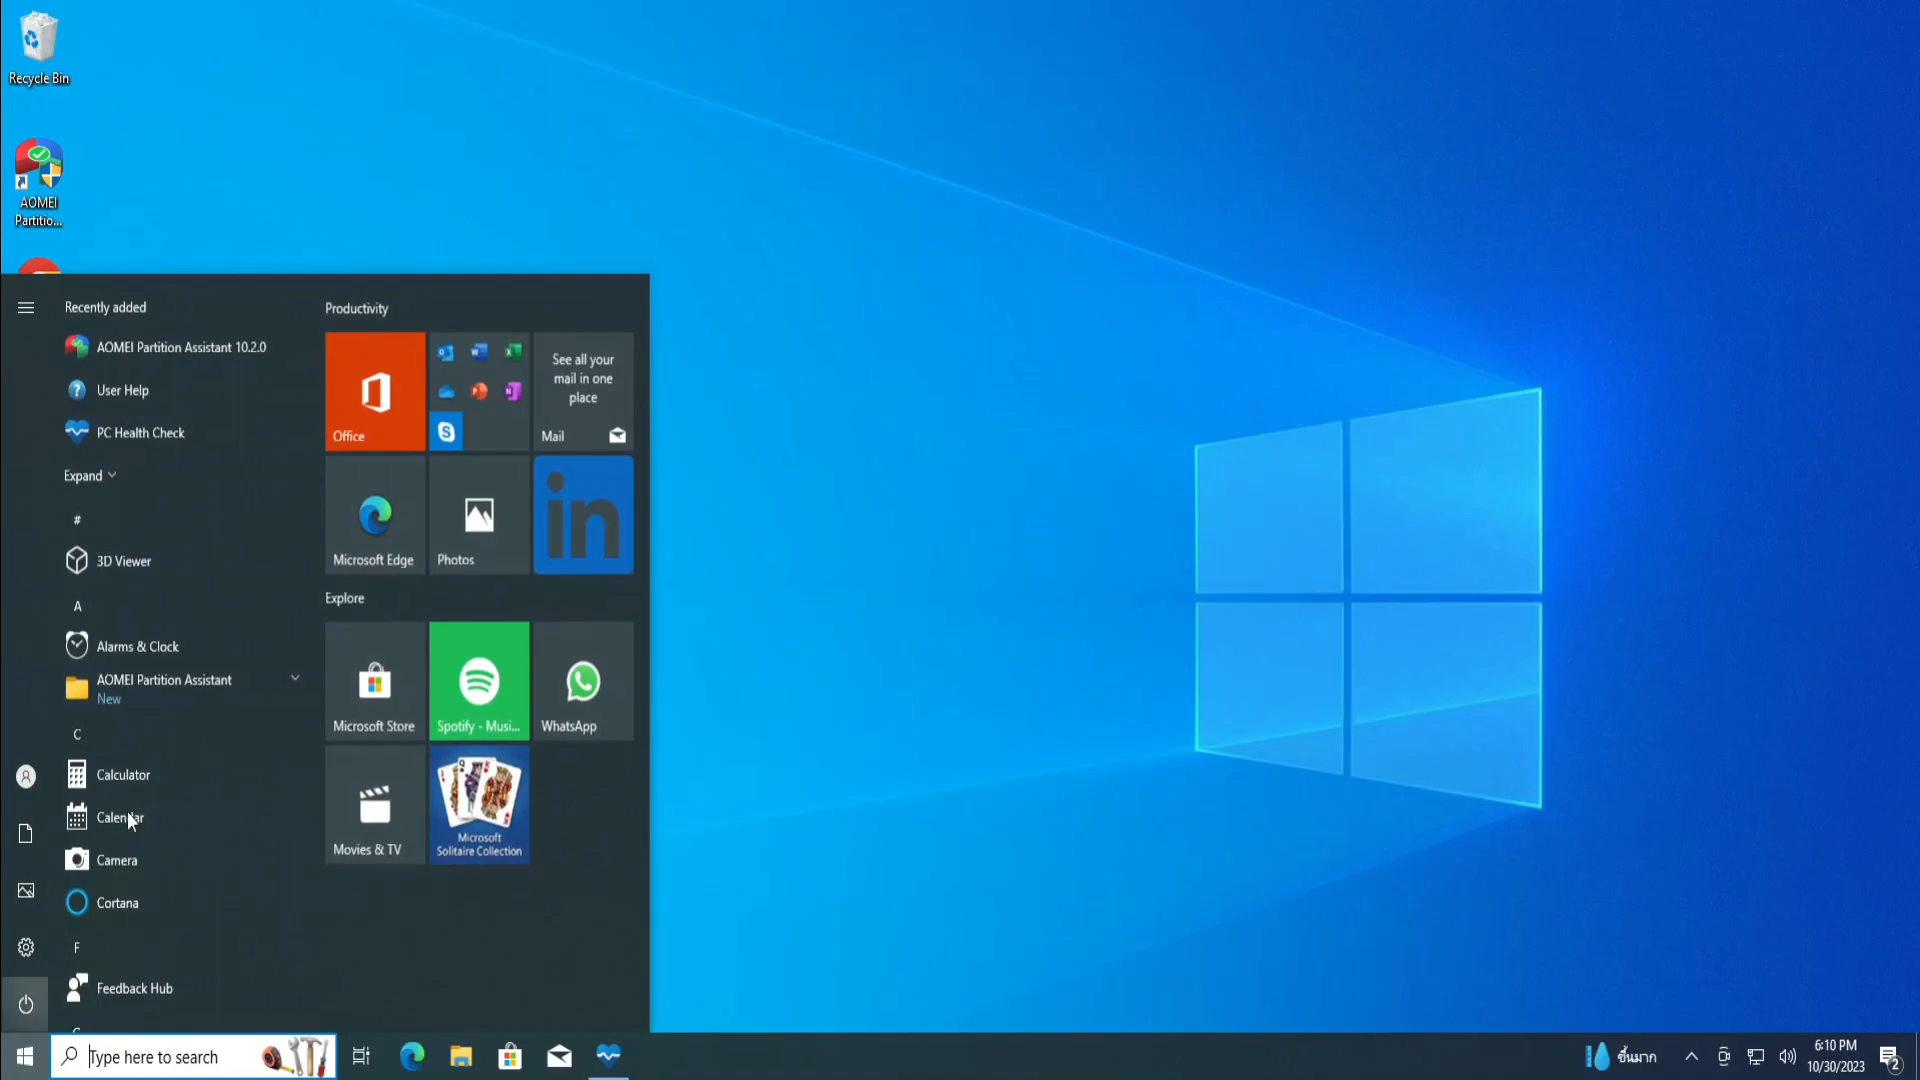 Recycle Bin
AOMEI
Partitio...
Recently added
AOMEI Partition Assistant 10.2.0
User Help
PC Health Check
Expand
#
3D Viewer
A
Alarms & Clock
AOMEI Partition Assistant
New
C
Calculator
Calendar
Camera
Cortana
F
Feedback Hub
Productivity
Office
See all your
mail in one
place
Mail
Microsoft Edge
Photos
in
Explore
Microsoft Store
Spotify - Musi...
WhatsApp
Movies & TV
Microsoft
Solitaire Collection
Type here to search
ขึ้นมาก
6:10 PM
10/30/2023
2